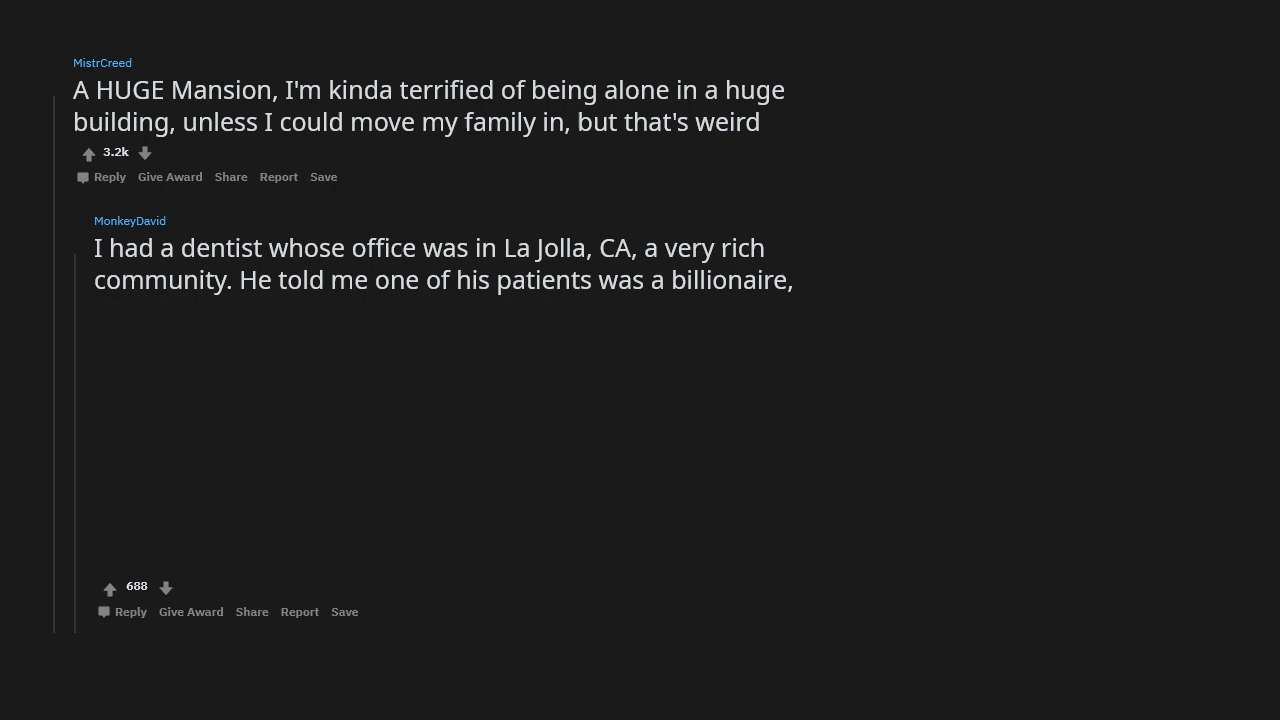 MistrCreed
A HUGE Mansion, I'm kinda terrified of being alone in a huge
building, unless I could move my family in, but that's weird
3.2k
Reply Give Award Share Report Save
MonkeyDavid
I had a dentist whose office was in La Jolla, CA, a very rich
community. He told me one of his patients was a billionaire,
688
Reply Give Award Share Report Save